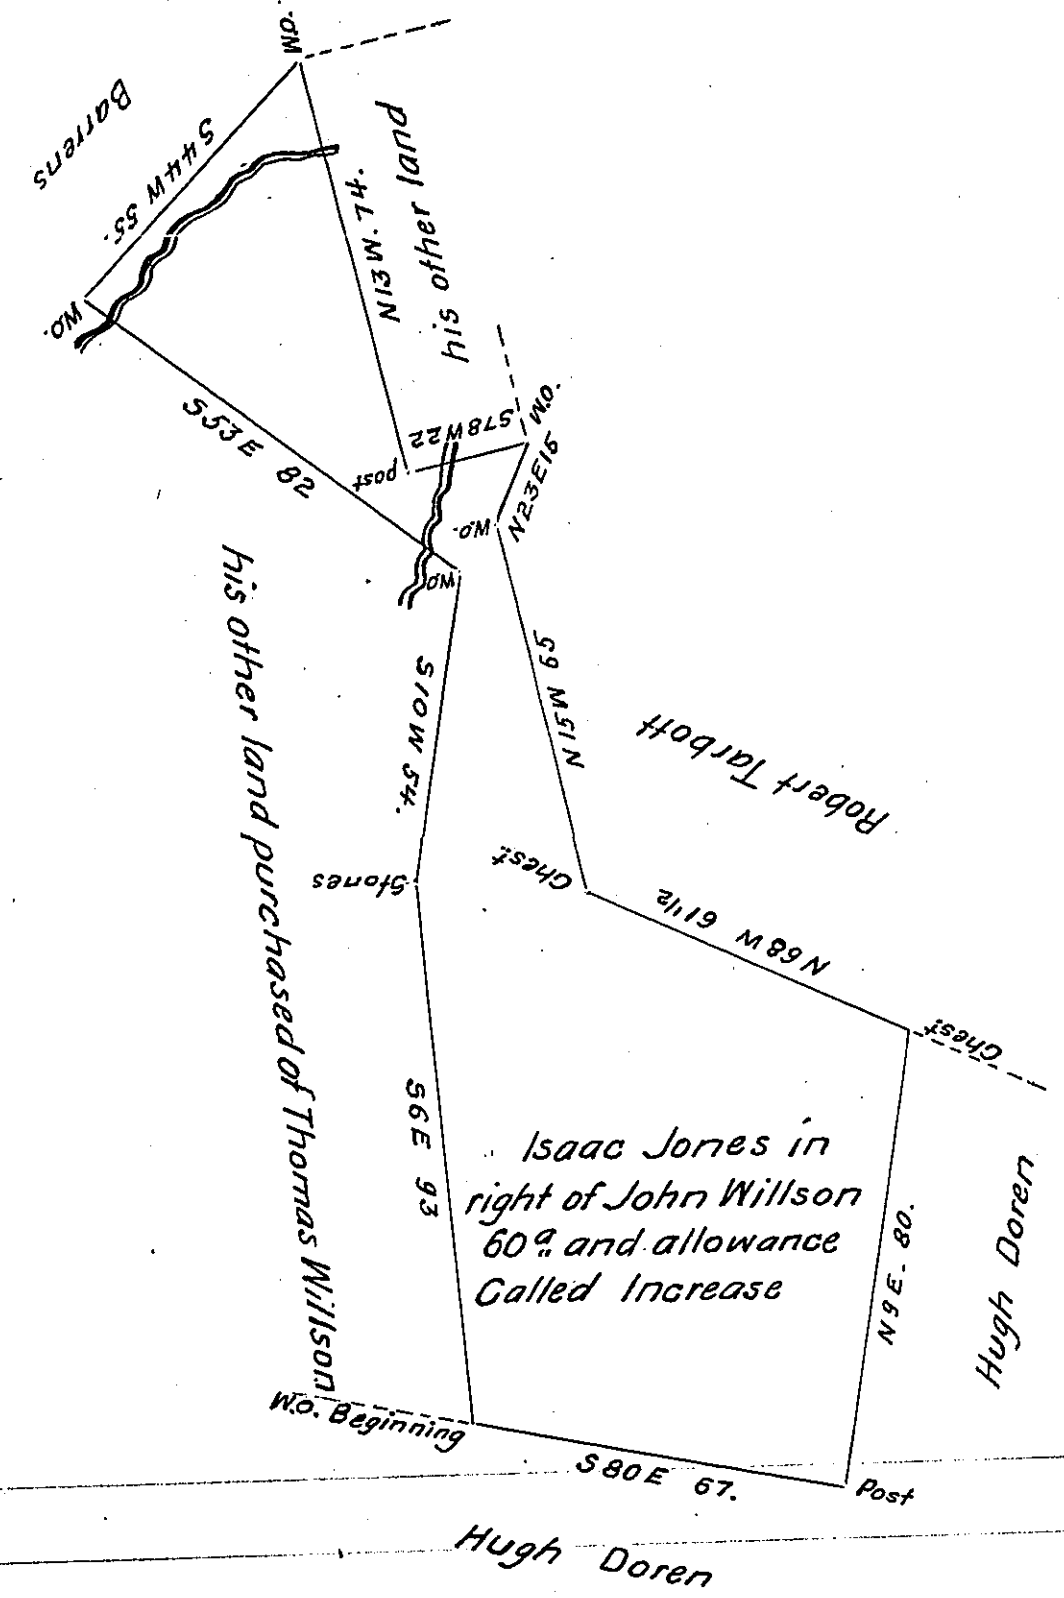 W.O.
Barrens
S44W 55.
his other land
N13W.74.
W.O.
S53E 82
S78W22
W.O.
post
N23E15
W.O.
W.O.
his other land purchased of Thomas Willson
S10W 54.
N15W 65
Robert Tarbott
Stones
Chest
N68W 61½
Chest
S6E 93
Isaac Jones in
right of John Willson
60a and allowance
Called Increase
N9E. 80.
Hugh Doren
W.O. Beginning
S80E 67.
Post
Hugh Doren